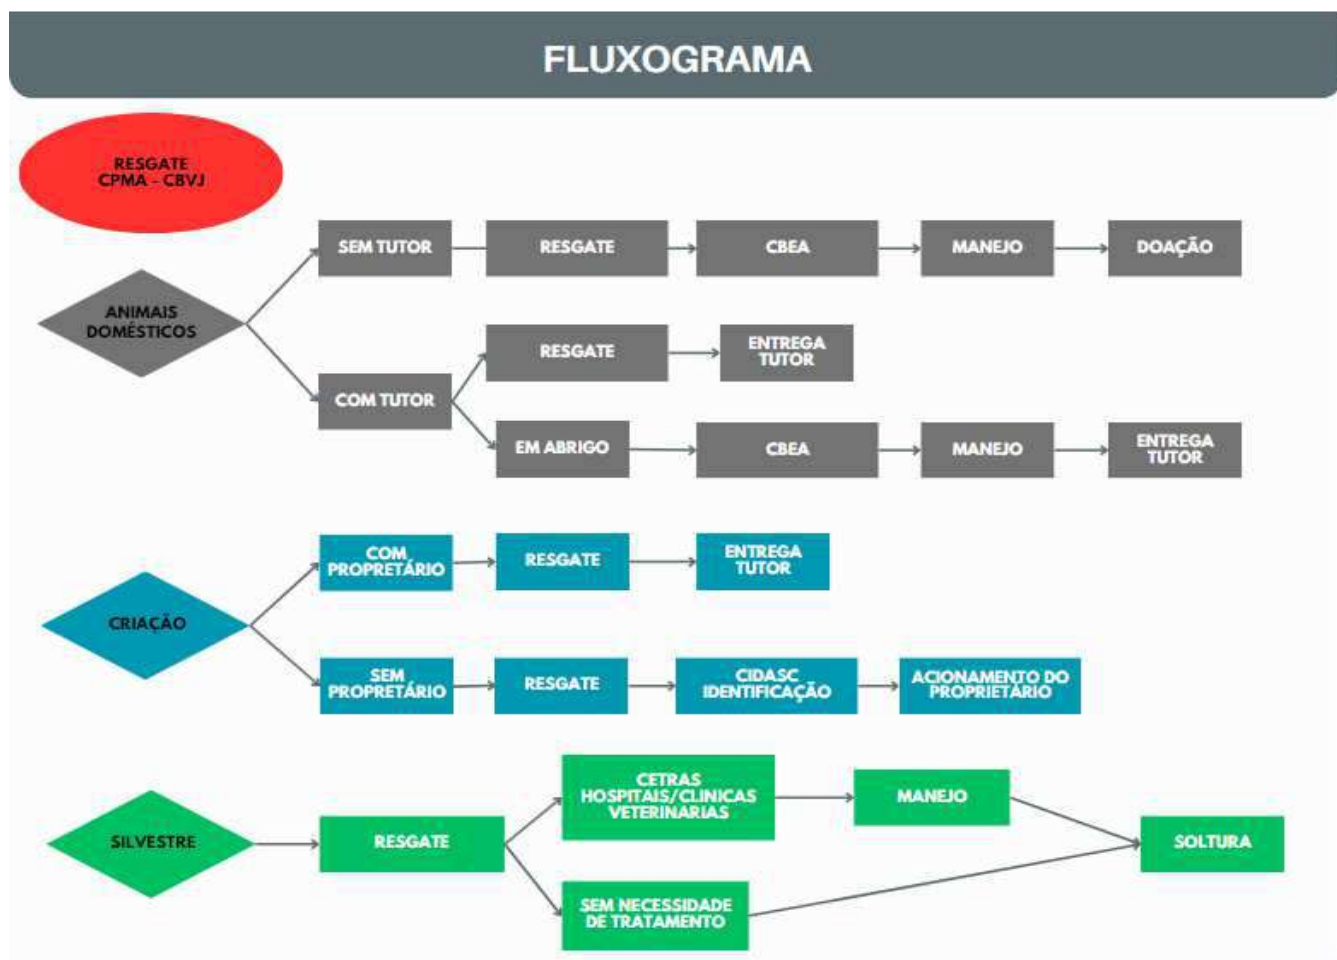 FLUXOGRAMA
RESGATE
CPMA - CBVJ
SEM TUTOR
RESGATE
CBEA
MANEJO
DOAÇÃO
ANIMAIS
DOMÉSTICOS
RESGATE
ENTREGA
TUTOR
COM TUTOR
EM ABRIGO
CBEA
MANEJO
ENTREGA
TUTOR
COM
PROPRETÁRIO
RESGATE
ENTREGA
TUTOR
CRIAÇÃO
SEM
PROPRETÁRIO
RESGATE
CIDASC
IDENTIFICAÇÃO
ACIONAMENTO DO
PROPRIETÁRIO
CETRAS
HOSPITAIS/CLINICAS
VETERINARIAS
MANEJO
SILVESTRE
RESGATE
SOLTURA
SEM NECESSIDADE
DE TRATAMENTO